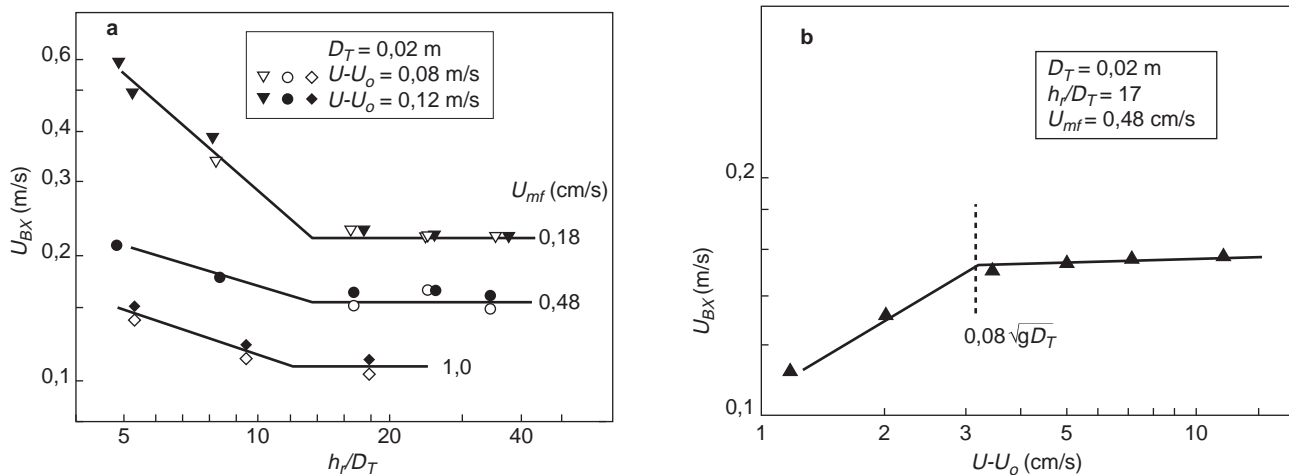 a
D_T = 0,02 m
U-U_o = 0,08 m/s
U-U_o = 0,12 m/s
U_BX (m/s)
0,6
0,4
0,3
0,2
0,1
U_mf (cm/s)
0,18
0,48
1,0
5 10 20 40
h_r/D_T
b
D_T = 0,02 m
h_r/D_T = 17
U_mf = 0,48 cm/s
U_BX (m/s)
0,2
0,1
0,08 √gD_T
1 2 3 5 10
U-U_o (cm/s)